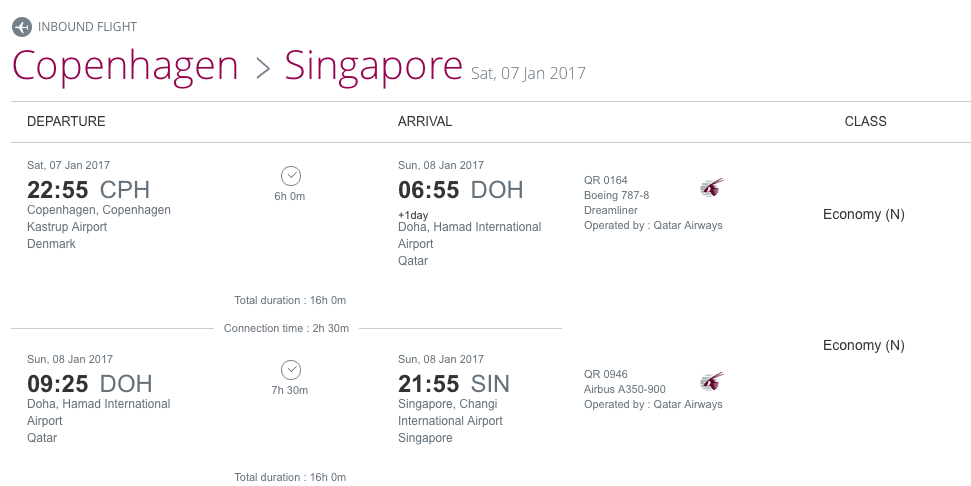 INBOUND FLIGHT
Copenhagen > Singapore Sat, 07 Jan 2017
DEPARTURE ARRIVAL CLASS
Sat, 07 Jan 2017
22:55 CPH
Copenhagen, Copenhagen
Kastrup Airport
Denmark
6h 0m
Sun, 08 Jan 2017
06:55 DOH
+1day
Doha, Hamad International
Airport
Qatar
QR 0164
Boeing 787-8
Dreamliner
Operated by : Qatar Airways
Economy (N)
Total duration : 16h 0m
Connection time : 2h 30m
Sun, 08 Jan 2017
09:25 DOH
Doha, Hamad International
Airport
Qatar
7h 30m
Sun, 08 Jan 2017
21:55 SIN
Singapore, Changi
International Airport
Singapore
QR 0946
Airbus A350-900
Operated by : Qatar Airways
Economy (N)
Total duration : 16h 0m